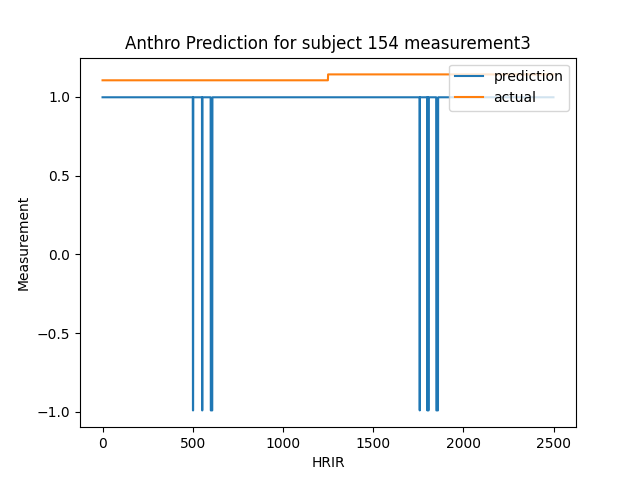 Anthro Prediction for subject 154 measurement3
prediction
actual
1.0
0.5
0.0
−0.5
−1.0
Measurement
0
500
1000
1500
2000
2500
HRIR